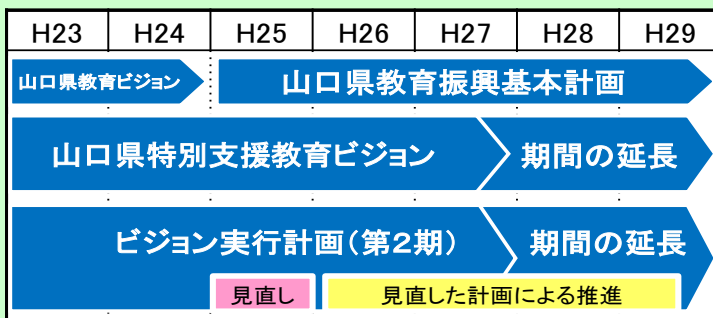 H23 H24 H25 H26 H27 H28 H29
山口県教育ビジョン 山口県教育振興基本計画
山口県特別支援教育ビジョン 期間の延長
ビジョン実行計画(第2期) 期間の延長
見直し 見直した計画による推進